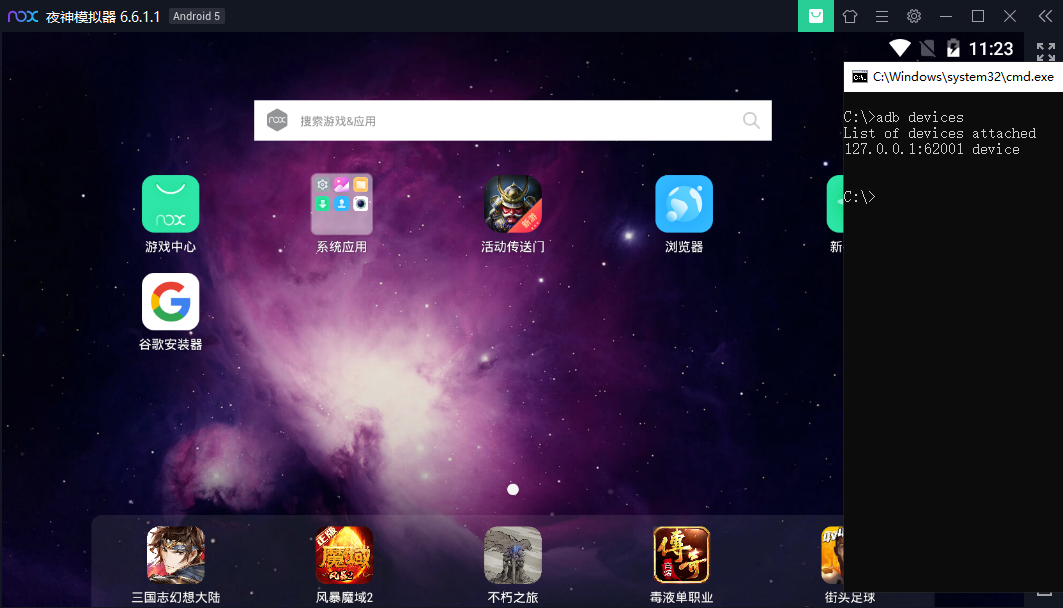 nox 夜神模拟器 6.6.1.1 Android 5
11:23
C:\Windows\system32\cmd.exe
C:\>adb devices
List of devices attached
127.0.0.1:62001 device
C:\>
nox 搜索游戏&应用
nox
游戏中心
系统应用
新游
活动传送门
浏览器
新
谷歌安装器
三国志幻想大陆
正版
魔域
风暴魔域2
不朽之旅
傳奇
毒液单职业
街头足球